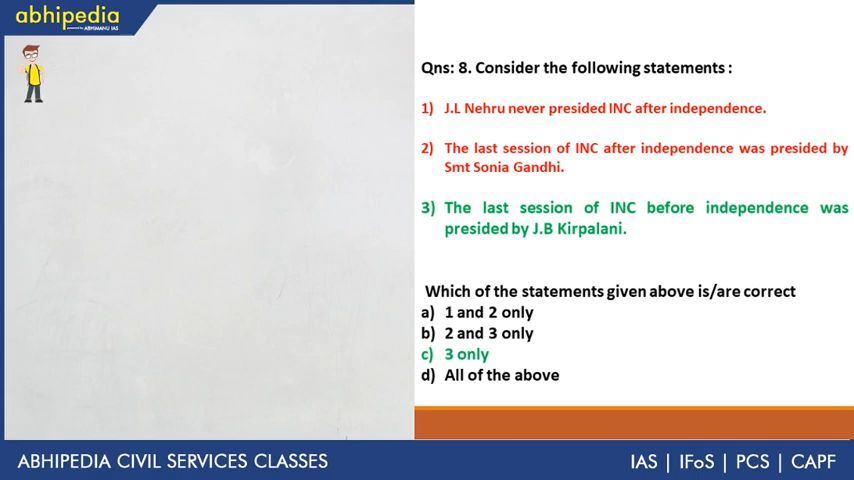 abhipedia
powered by ABHIMANU IAS
Qns: 8. Consider the following statements :
1) J.L Nehru never presided INC after independence.
2) The last session of INC after independence was presided by
Smt Sonia Gandhi.
3) The last session of INC before independence was
presided by J.B Kirpalani.
Which of the statements given above is/are correct
a) 1 and 2 only
b) 2 and 3 only
c) 3 only
d) All of the above
ABHIPEDIA CIVIL SERVICES CLASSES
IAS | IFoS | PCS | CAPF